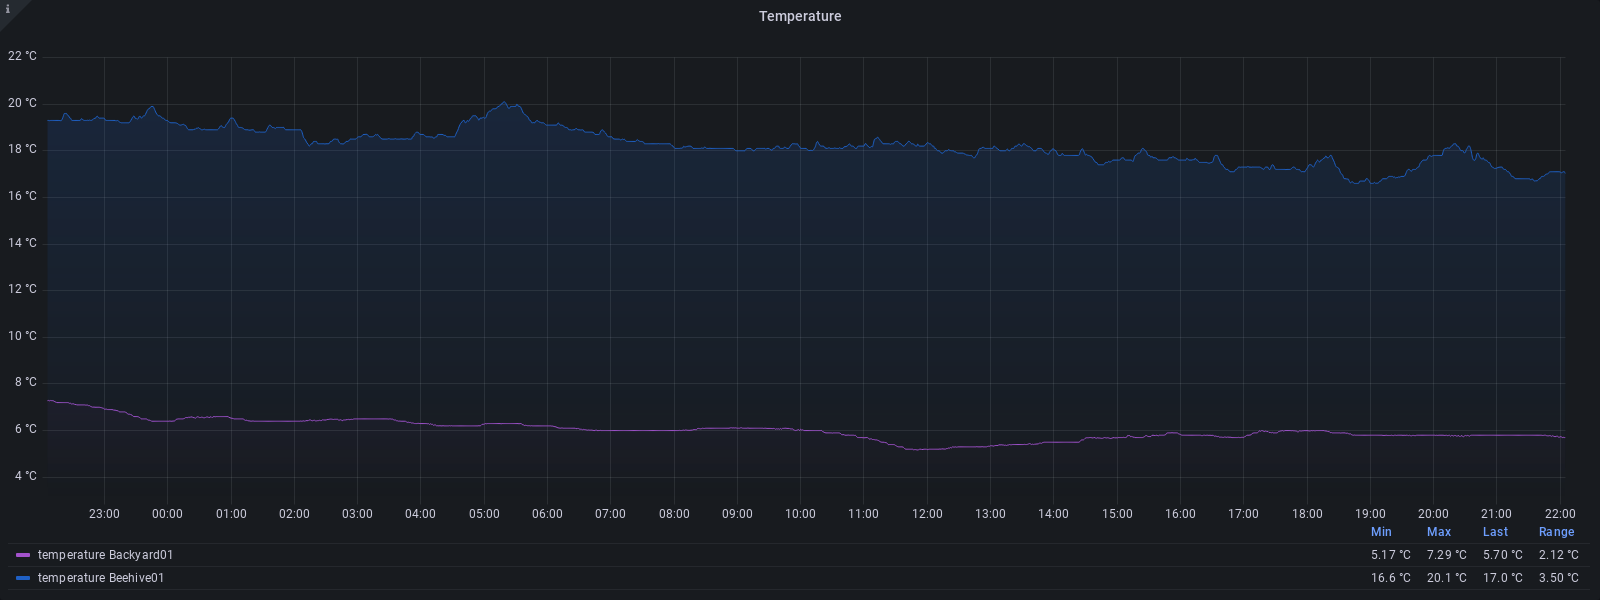 i
Temperature
22 °C
20 °C
18 °C
16 °C
14 °C
12 °C
10 °C
8 °C
6 °C
4 °C
23:00 00:00 01:00 02:00 03:00 04:00 05:00 06:00 07:00 08:00 09:00 10:00 11:00 12:00 13:00 14:00 15:00 16:00 17:00 18:00 19:00 20:00 21:00 22:00
Min Max Last Range
temperature Backyard01 5.17 °C 7.29 °C 5.70 °C 2.12 °C
temperature Beehive01 16.6 °C 20.1 °C 17.0 °C 3.50 °C